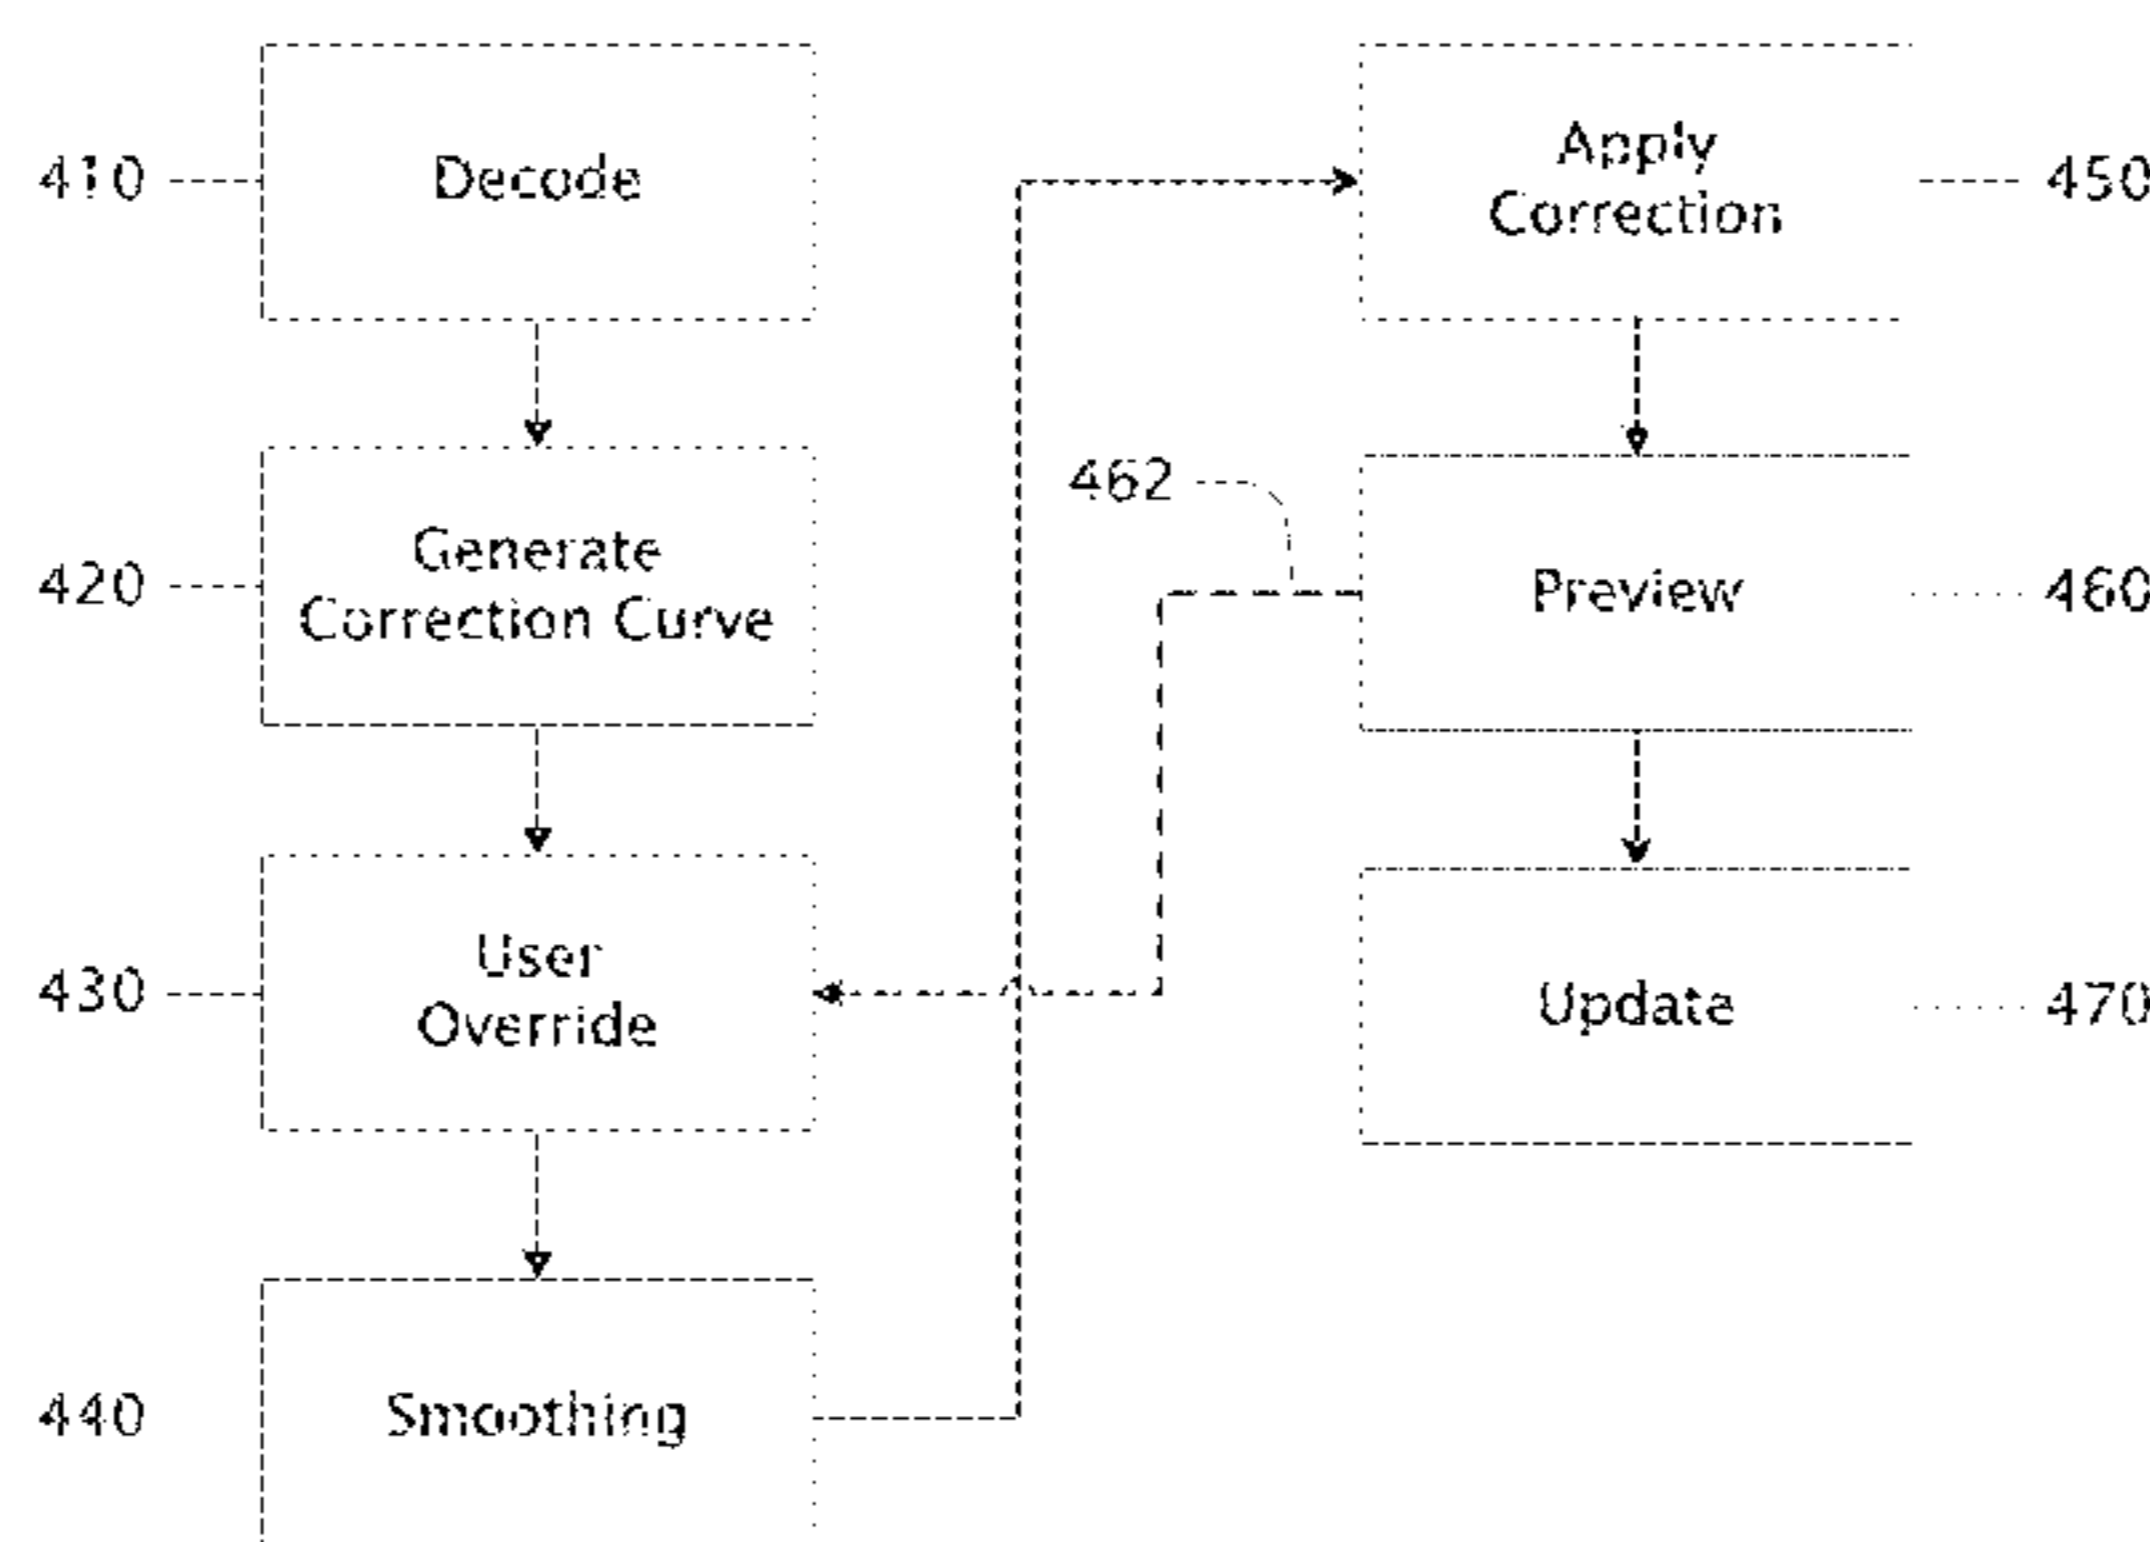 410
Decode
420
Generate
Correction Curve
430
User
Override
440
Smoothing
Apply
Correction
450
462
Preview
460
Update
470